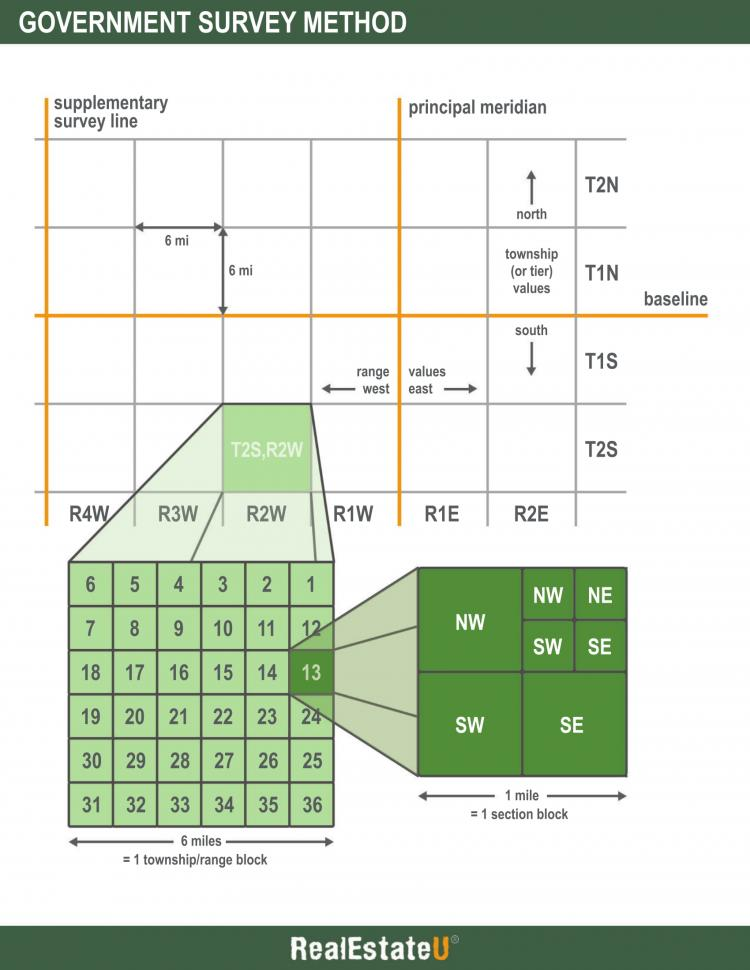 GOVERNMENT SURVEY METHOD
supplementary
survey line
principal meridian
T2N
north
6 mi
6 mi
township
(or tier)
values
T1N
baseline
south
T1S
range values
west east
T2S,R2W
T2S
R4W R3W R2W R1W R1E R2E
6 5 4 3 2 1
7 8 9 10 11 12
18 17 16 15 14 13
19 20 21 22 23 24
30 29 28 27 26 25
31 32 33 34 35 36
NW NW NE
SW SE
SW SE
6 miles
= 1 township/range block
1 mile
= 1 section block
RealEstateU®